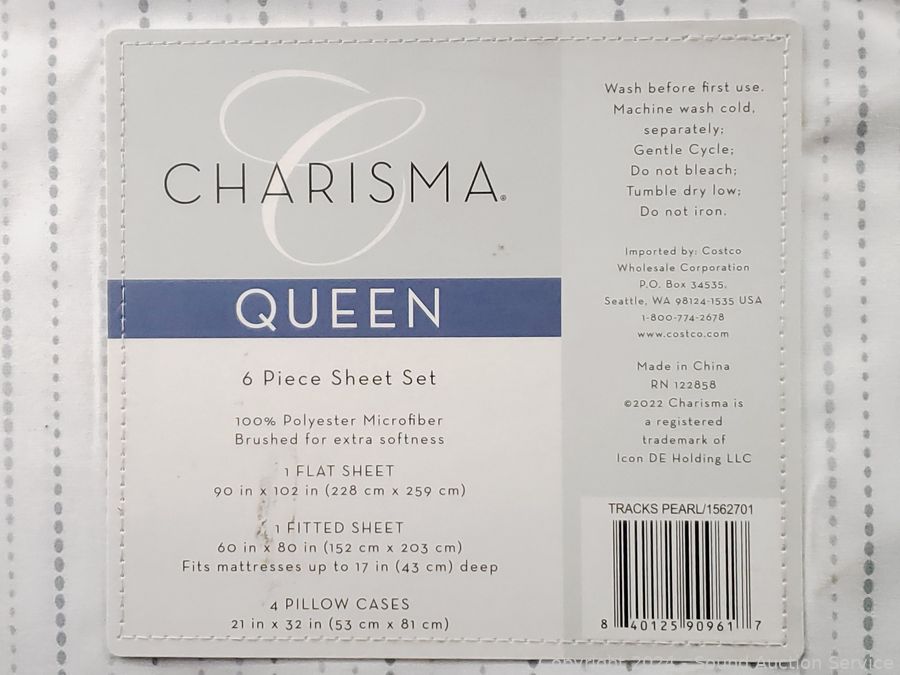 CHARISMA®
QUEEN
6 Piece Sheet Set
100% Polyester Microfiber
Brushed for extra softness
1 FLAT SHEET
90 in x 102 in (228 cm x 259 cm)
1 FITTED SHEET
60 in x 80 in (152 cm x 203 cm)
Fits mattresses up to 17 in (43 cm) deep
4 PILLOW CASES
21 in x 32 in (53 cm x 81 cm)
Wash before first use.
Machine wash cold,
separately;
Gentle Cycle;
Do not bleach;
Tumble dry low;
Do not iron.
Imported by: Costco
Wholesale Corporation
P.O. Box 34535,
Seattle, WA 98124-1535 USA
1-800-774-2678
www.costco.com
Made in China
RN 122858
©2022 Charisma is
a registered
trademark of
Icon DE Holding LLC
TRACKS PEARL/1562701
8 40125 90961 7
Copyright 2024 - Sound Auction Service